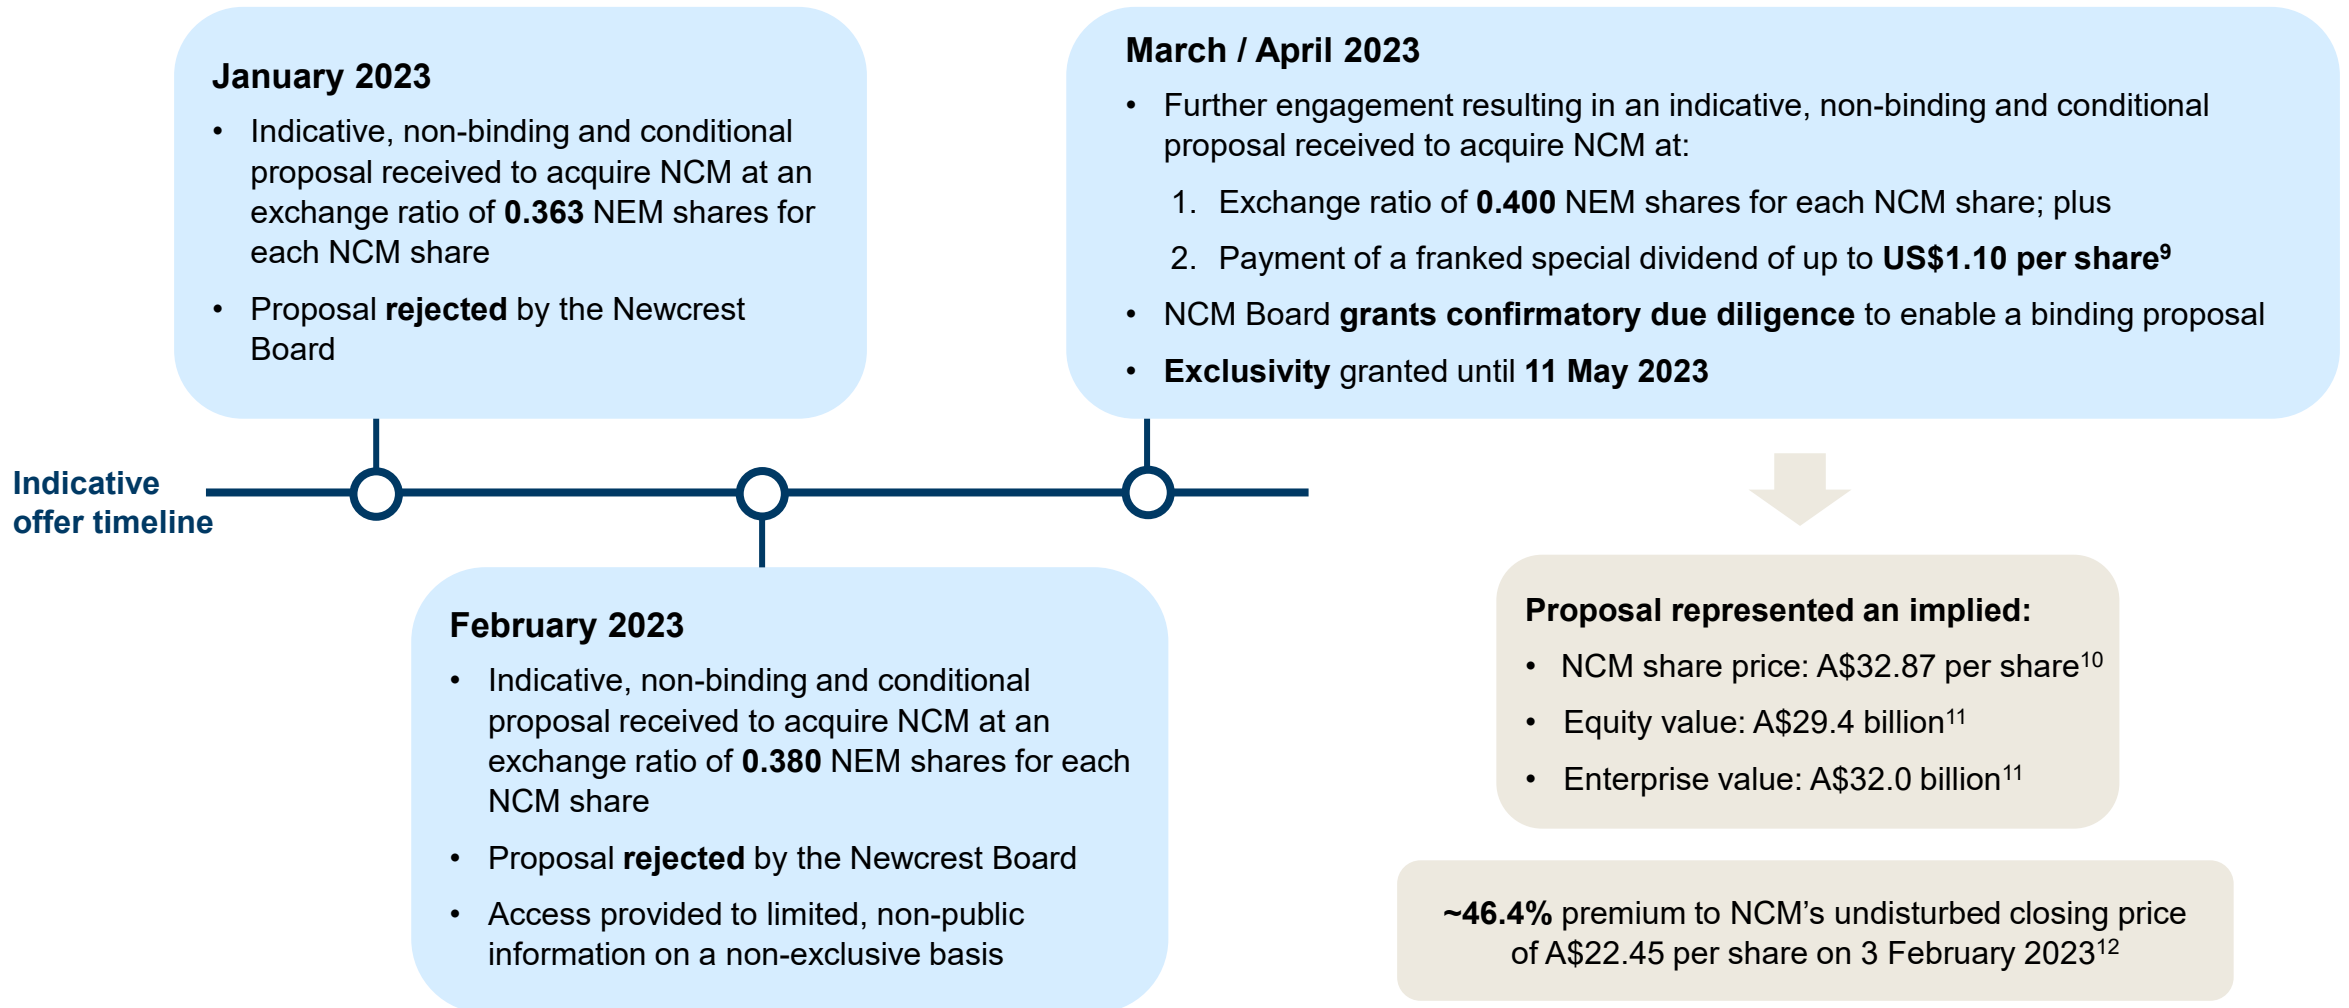 January 2023
• Indicative, non-binding and conditional
proposal received to acquire NCM at an
exchange ratio of 0.363 NEM shares for
each NCM share
• Proposal rejected by the Newcrest
Board
March / April 2023
• Further engagement resulting in an indicative, non-binding and conditional
proposal received to acquire NCM at:
1. Exchange ratio of 0.400 NEM shares for each NCM share; plus
2. Payment of a franked special dividend of up to US$1.10 per share⁹
• NCM Board grants confirmatory due diligence to enable a binding proposal
• Exclusivity granted until 11 May 2023
Indicative
offer timeline
February 2023
• Indicative, non-binding and conditional
proposal received to acquire NCM at an
exchange ratio of 0.380 NEM shares for each
NCM share
• Proposal rejected by the Newcrest Board
• Access provided to limited, non-public
information on a non-exclusive basis
Proposal represented an implied:
• NCM share price: A$32.87 per share¹⁰
• Equity value: A$29.4 billion¹¹
• Enterprise value: A$32.0 billion¹¹
~46.4% premium to NCM’s undisturbed closing price
of A$22.45 per share on 3 February 2023¹²